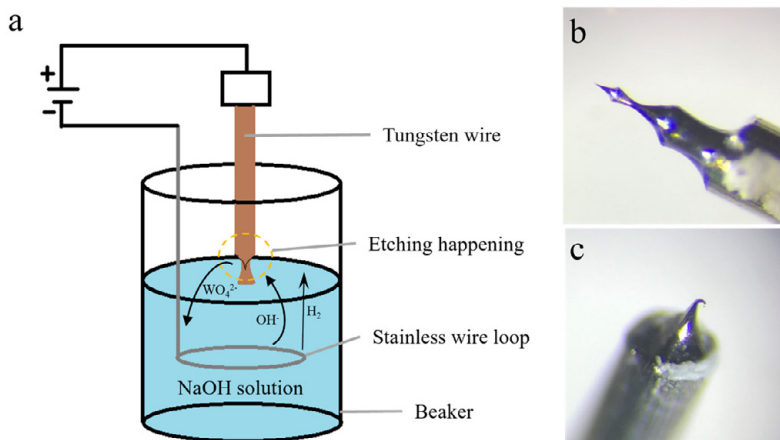 a
b
+
-
Tungsten wire
Etching happening
WO₄²⁻
OH⁻
H₂
c
Stainless wire loop
NaOH solution
Beaker